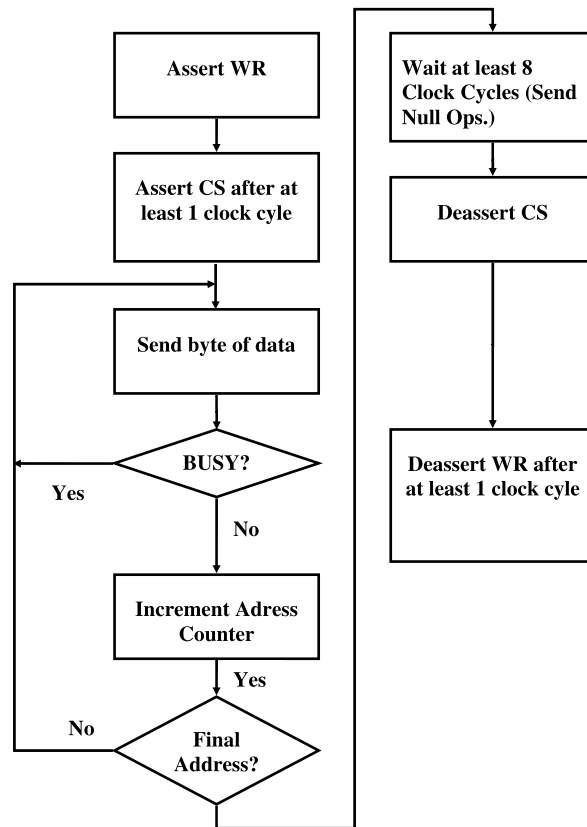 Assert WR
Assert CS after at
least 1 clock cyle
Send byte of data
BUSY?
Yes
No
Increment Adress
Counter
Yes
No
Final
Address?
Wait at least 8
Clock Cycles (Send
Null Ops.)
Deassert CS
Deassert WR after
at least 1 clock cyle